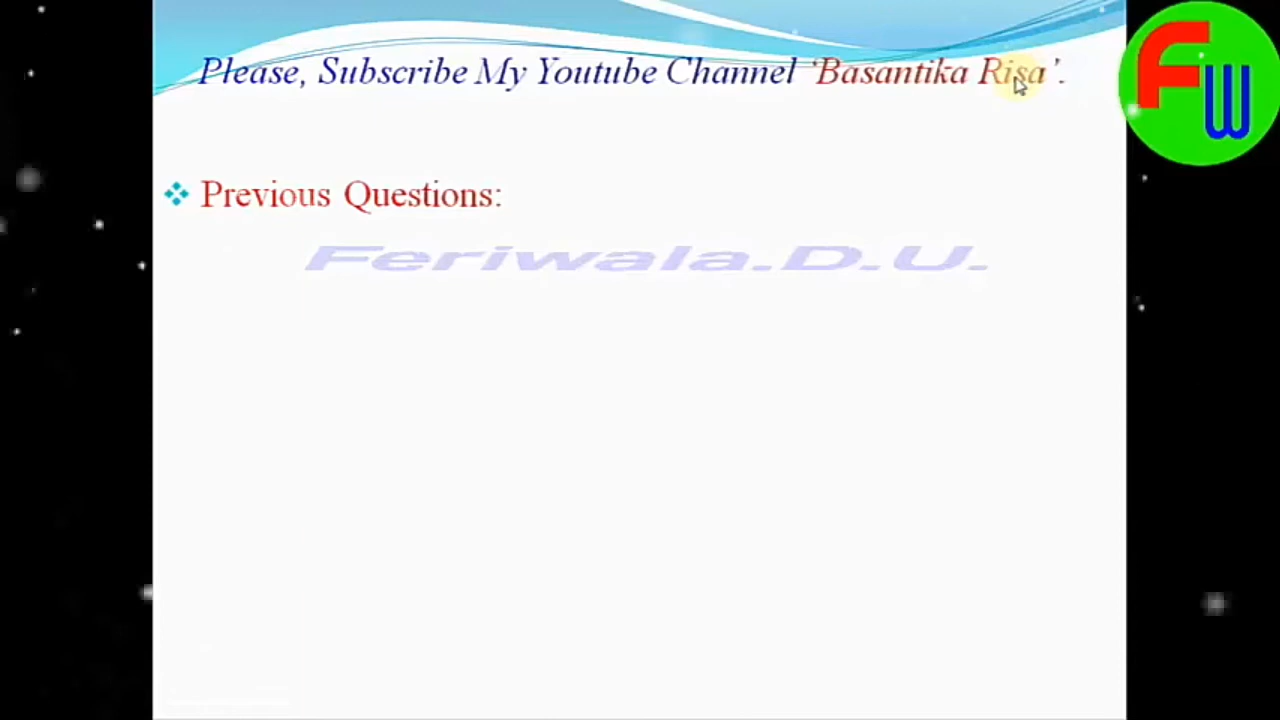 Please, Subscribe My Youtube Channel ‘Basantika Risa’.
FW
Previous Questions:
Feriwala.D.U.